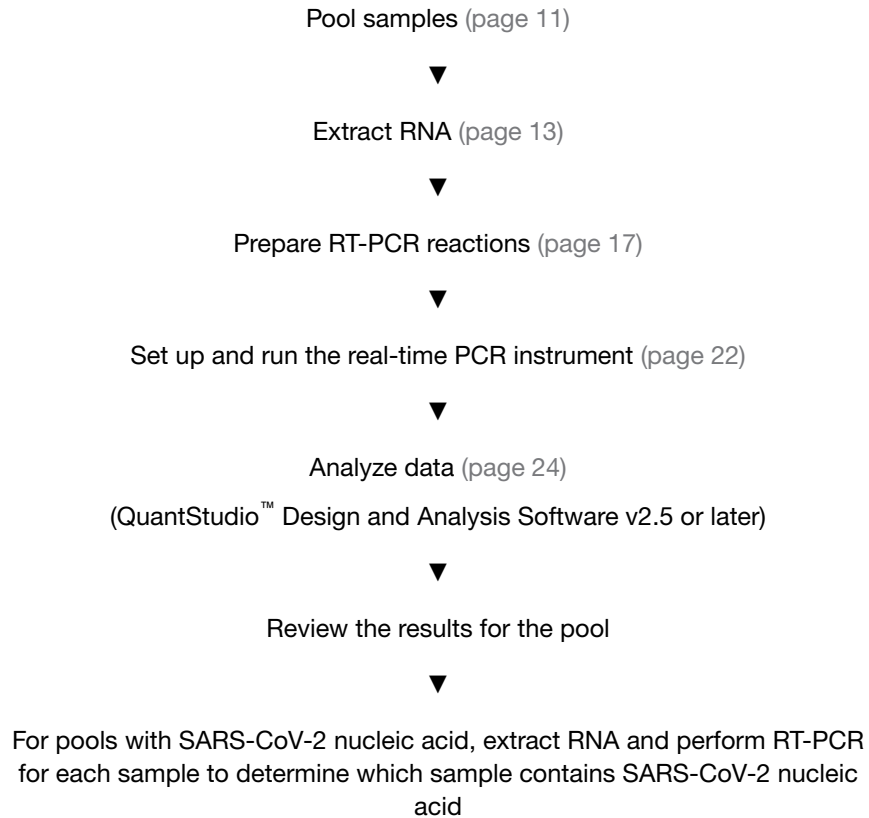 Pool samples (page 11)
▼
Extract RNA (page 13)
▼
Prepare RT-PCR reactions (page 17)
▼
Set up and run the real-time PCR instrument (page 22)
▼
Analyze data (page 24)
(QuantStudio™ Design and Analysis Software v2.5 or later)
▼
Review the results for the pool
▼
For pools with SARS-CoV-2 nucleic acid, extract RNA and perform RT-PCR
for each sample to determine which sample contains SARS-CoV-2 nucleic
acid